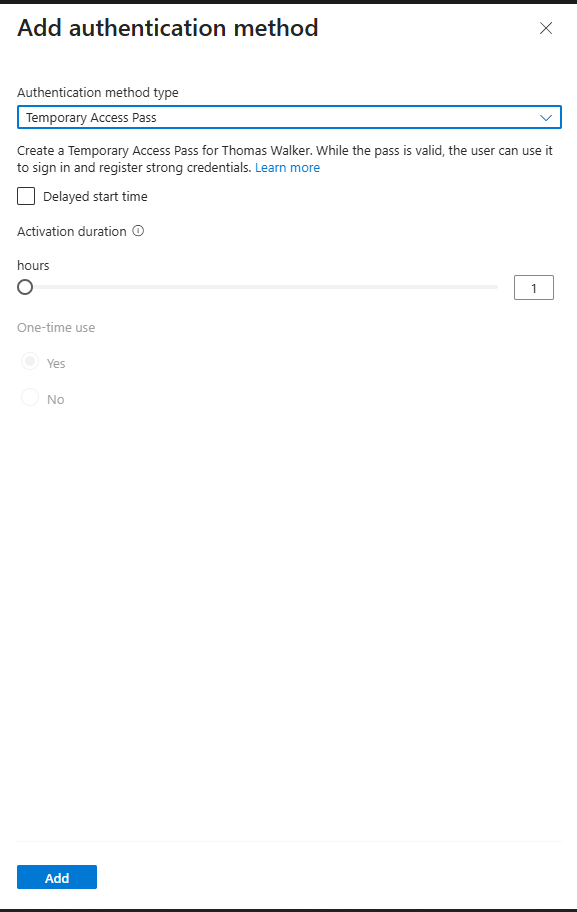 Add authentication method
Authentication method type
Temporary Access Pass
Create a Temporary Access Pass for Thomas Walker. While the pass is valid, the user can use it
to sign in and register strong credentials. Learn more
Delayed start time
Activation duration
hours
1
One-time use
Yes
No
Add